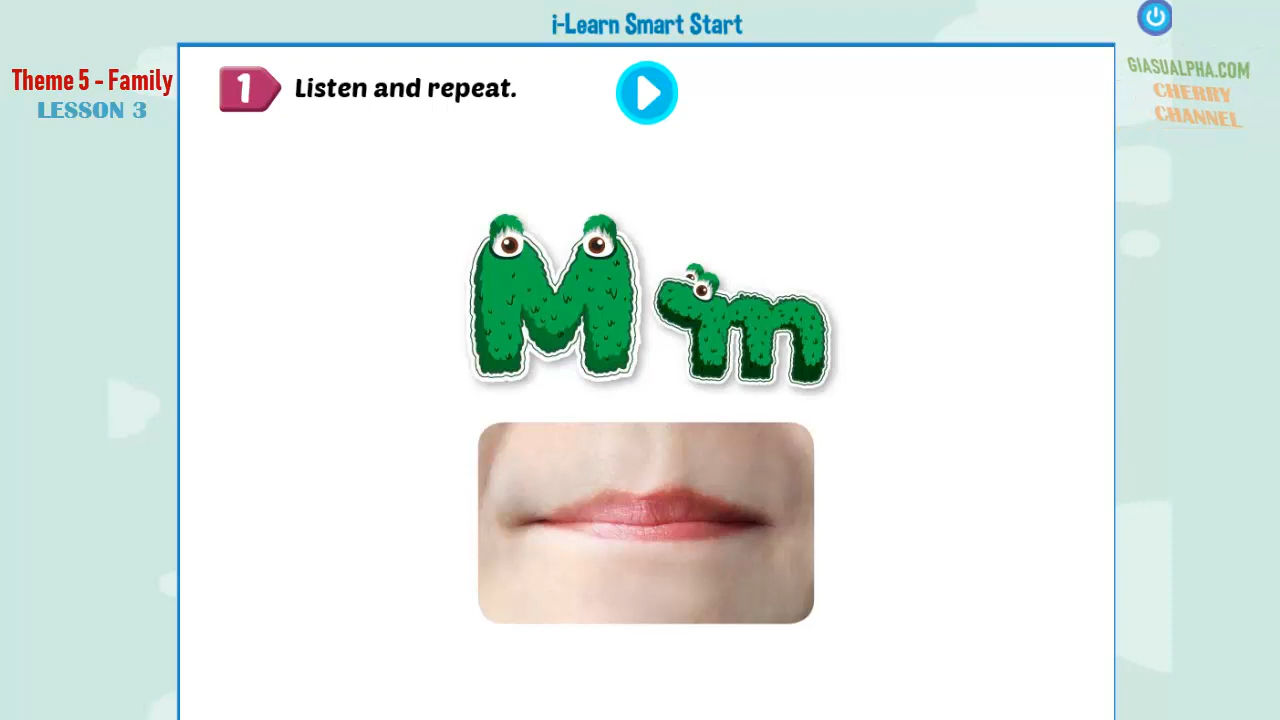 i-Learn Smart Start
Theme 5 - Family
LESSON 3
1 Listen and repeat.
GIASUALPHA.COM
CHERRY
CHANNEL
M m